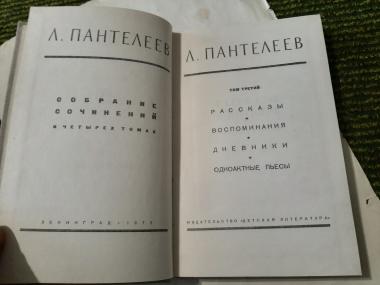 Л. ПАНТЕЛЕЕВ
СОБРАНИЕ
СОЧИНЕНИЙ
В ЧЕТЫРЕХ ТОМАХ
ЛЕНИНГРАД
Л. ПАНТЕЛЕЕВ
ТОМ ТРЕТИЙ
РАССКАЗЫ
ВОСПОМИНАНИЯ
ДНЕВНИКИ
ОДНОАКТНЫЕ ПЬЕСЫ
ИЗДАТЕЛЬСТВО «ДЕТСКАЯ ЛИТЕРАТУРА»